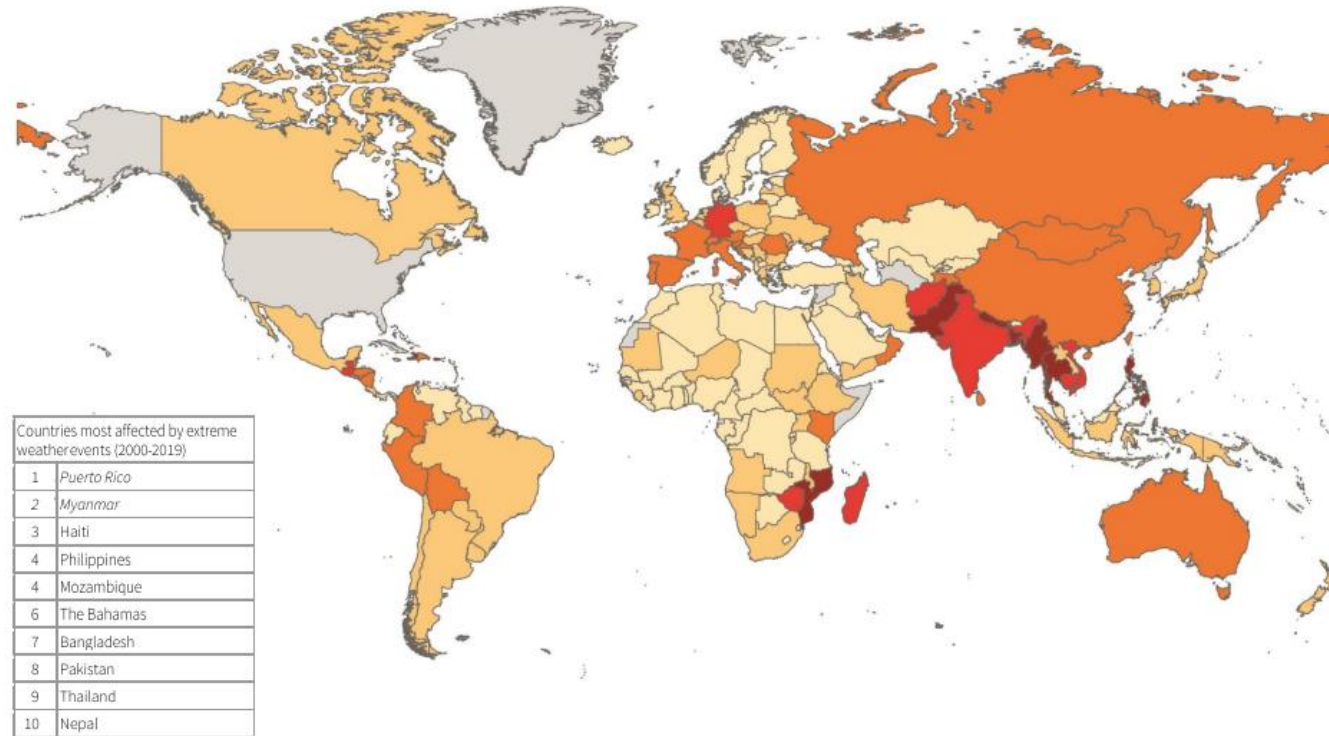 Countries most affected by extreme
weatherevents (2000-2019)
1 Puerto Rico
2 Myanmar
3 Haiti
4 Philippines
4 Mozambique
6 The Bahamas
7 Bangladesh
8 Pakistan
9 Thailand
10 Nepal